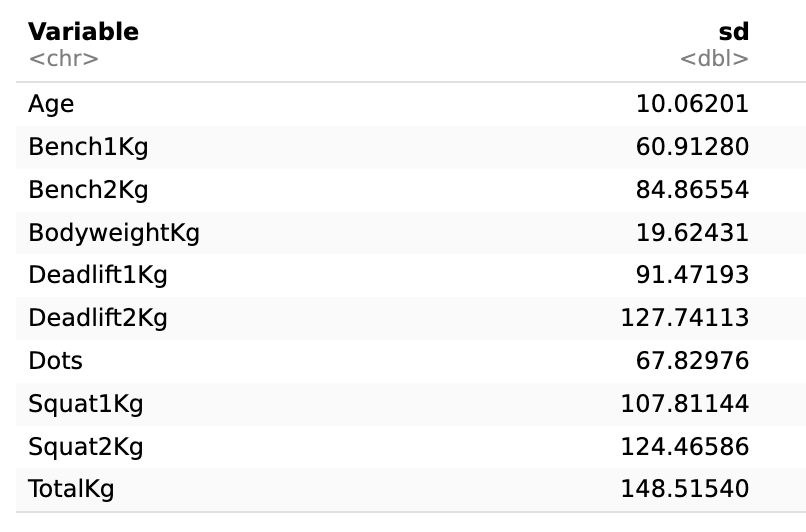 Variable sd
<chr> <dbl>
Age 10.06201
Bench1Kg 60.91280
Bench2Kg 84.86554
BodyweightKg 19.62431
Deadlift1Kg 91.47193
Deadlift2Kg 127.74113
Dots 67.82976
Squat1Kg 107.81144
Squat2Kg 124.46586
TotalKg 148.51540